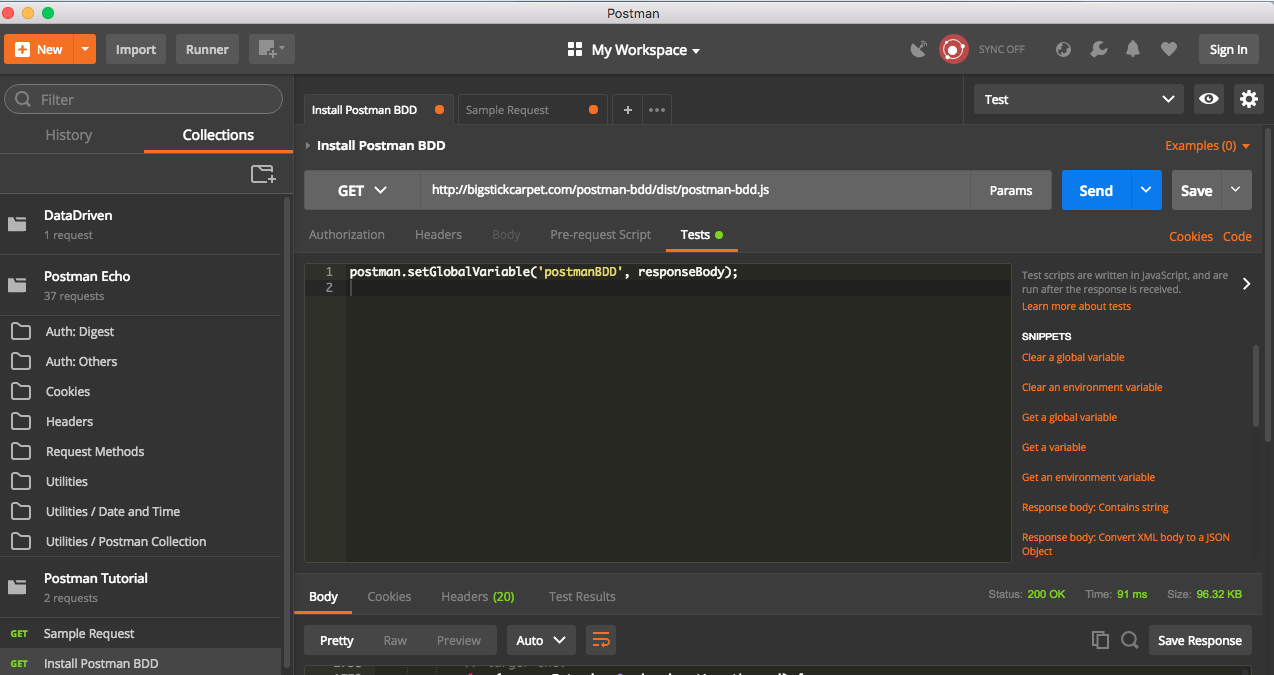 Postman
New
Import
Runner
My Workspace
SYNC OFF
Sign In
Filter
History
Collections
DataDriven
1 request
Postman Echo
37 requests
Auth: Digest
Auth: Others
Cookies
Headers
Request Methods
Utilities
Utilities / Date and Time
Utilities / Postman Collection
Postman Tutorial
2 requests
GET Sample Request
GET Install Postman BDD
Install Postman BDD
Sample Request
+
Test
Install Postman BDD
Examples (0)
GET
http://bigstickcarpet.com/postman-bdd/dist/postman-bdd.js
Params
Send
Save
Authorization
Headers
Body
Pre-request Script
Tests
Cookies
Code
1 postman.setGlobalVariable('postmanBDD', responseBody);
2
Test scripts are written in JavaScript, and are
run after the response is received.
Learn more about tests
SNIPPETS
Clear a global variable
Clear an environment variable
Get a global variable
Get a variable
Get an environment variable
Response body: Contains string
Response body: Convert XML body to a JSON
Object
Body
Cookies
Headers (20)
Test Results
Status: 200 OK
Time: 91 ms
Size: 96.32 KB
Pretty
Raw
Preview
Auto
Save Response